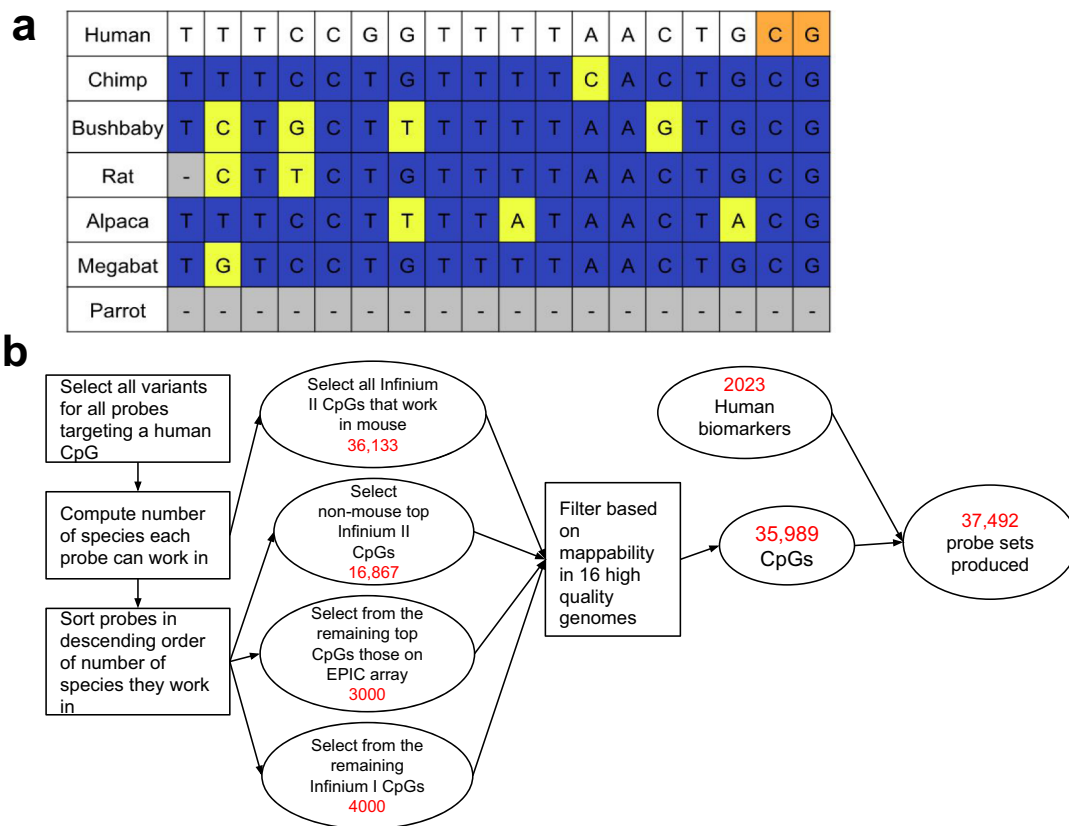 a
Human T T T C C G G T T T T A A C T G C G
Chimp T T T C C T G T T T T C A C T G C G
Bushbaby T C T G C T T T T T T A A G T G C G
Rat - C T T C T G T T T T A A C T G C G
Alpaca T T T C C T T T T A T A A C T A C G
Megabat T G T C C T G T T T T A A C T G C G
Parrot - - - - - - - - - - - - - - - - - -
b
Select all variants
for all probes
targeting a human
CpG
Compute number
of species each
probe can work in
Sort probes in
descending order
of number of
species they work
in
Select all Infinium
II CpGs that work
in mouse
36,133
Select
non-mouse top
Infinium II
CpGs
16,867
Select from the
remaining top
CpGs those on
EPIC array
3000
Select from the
remaining
Infinium I CpGs
4000
Filter based
on
mappability
in 16 high
quality
genomes
2023
Human
biomarkers
35,989
CpGs
37,492
probe sets
produced